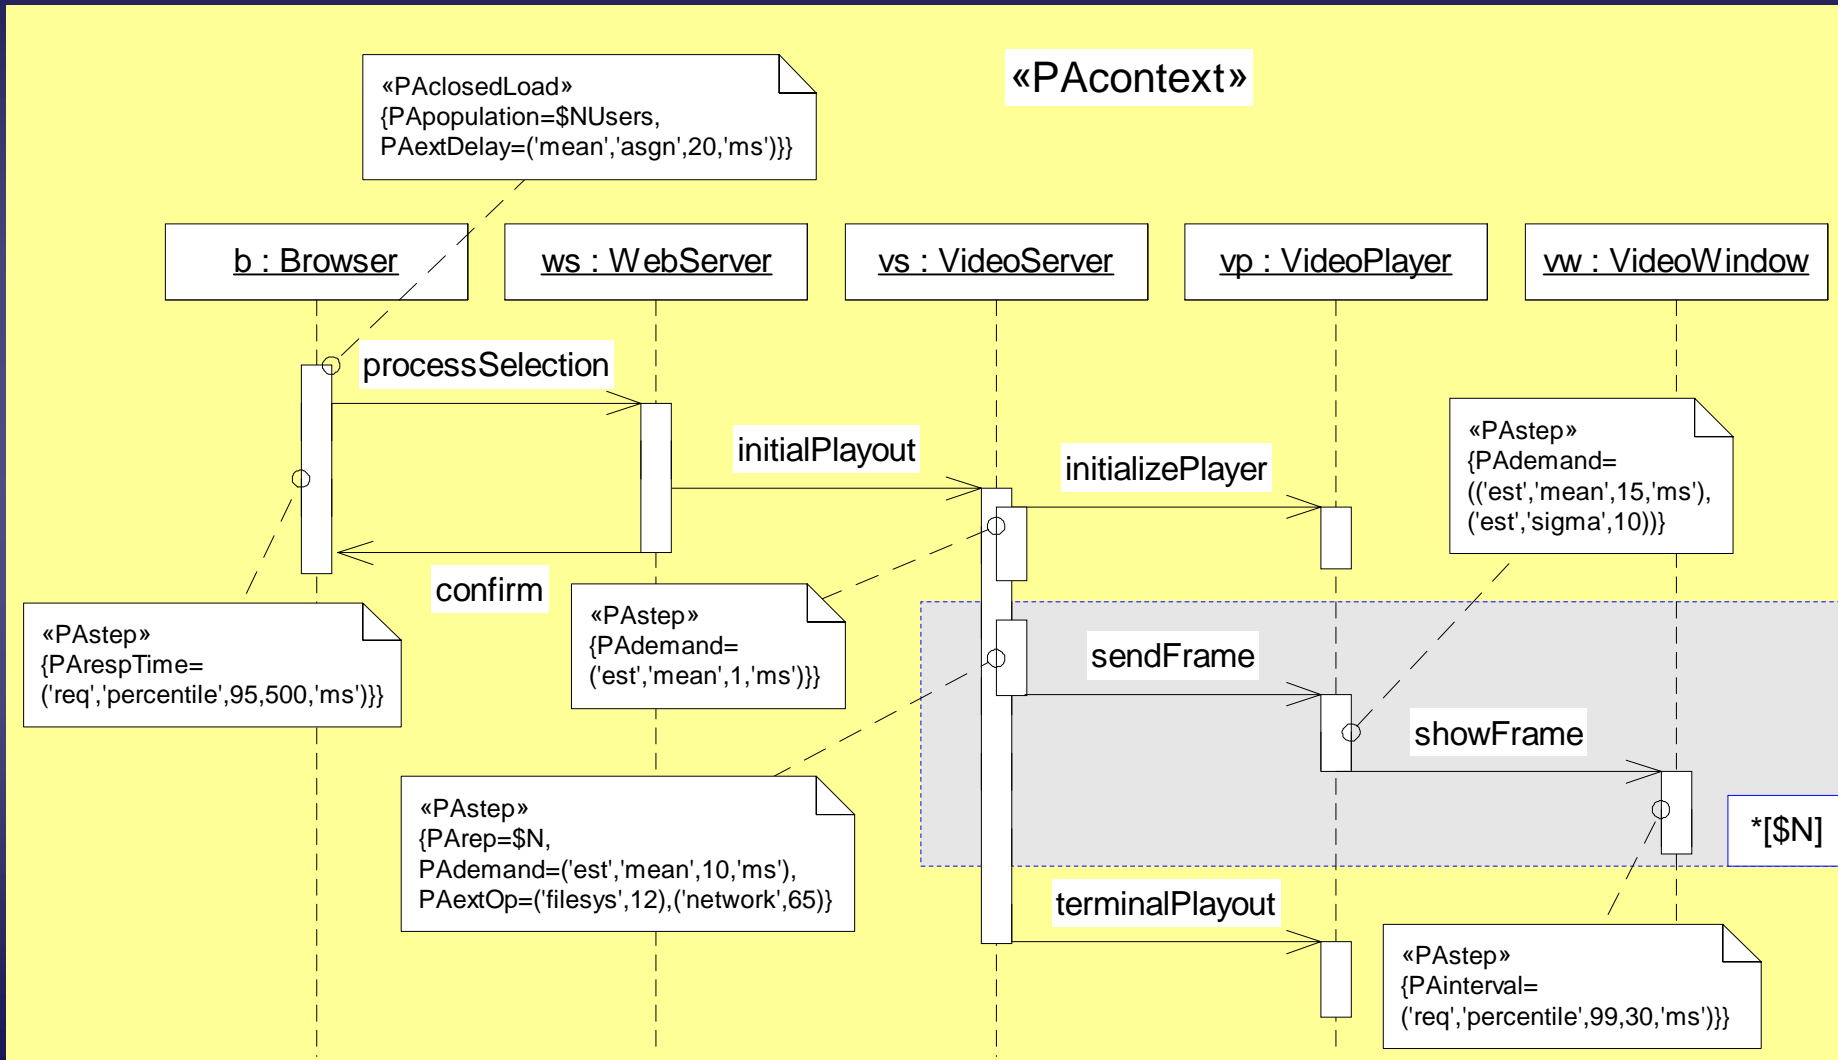 «PAclosedLoad»
{PApopulation=$NUsers,
PAextDelay=('mean','asgn',20,'ms')}}
«PAcontext»
b : Browser
ws : WebServer
vs : VideoServer
vp : VideoPlayer
vw : VideoWindow
processSelection
initialPlayout
initializePlayer
«PAstep»
{PAdemand=
(('est','mean',15,'ms'),
('est','sigma',10))}
confirm
«PAstep»
{PArespTime=
('req','percentile',95,500,'ms')}}
«PAstep»
{PAdemand=
('est','mean',1,'ms')}}
sendFrame
showFrame
«PAstep»
{PArep=$N,
PAdemand=('est','mean',10,'ms'),
PAextOp=('filesys',12),('network',65)}
*[$N]
terminalPlayout
«PAstep»
{PAinterval=
('req','percentile',99,30,'ms')}}